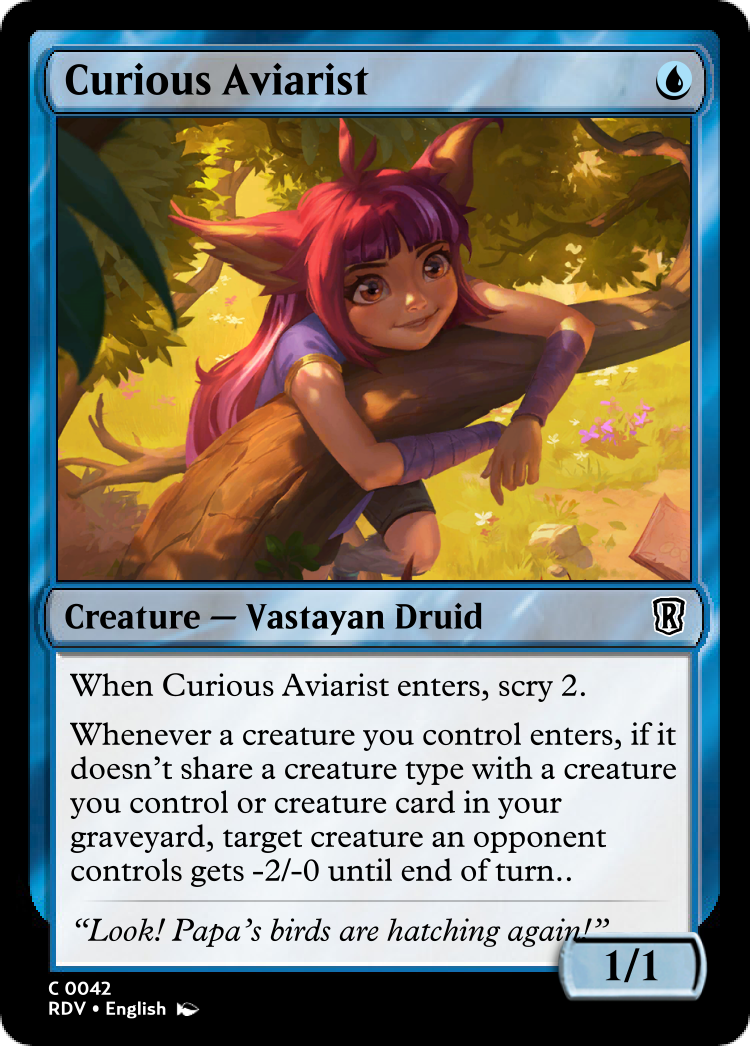 Curious Aviarist
Creature — Vastayan Druid
R
When Curious Aviarist enters, scry 2.
Whenever a creature you control enters, if it
doesn't share a creature type with a creature
you control or creature card in your
graveyard, target creature an opponent
controls gets -2/-0 until end of turn..
“Look! Papa's birds are hatching again!”
1/1
C 0042
RDV • English